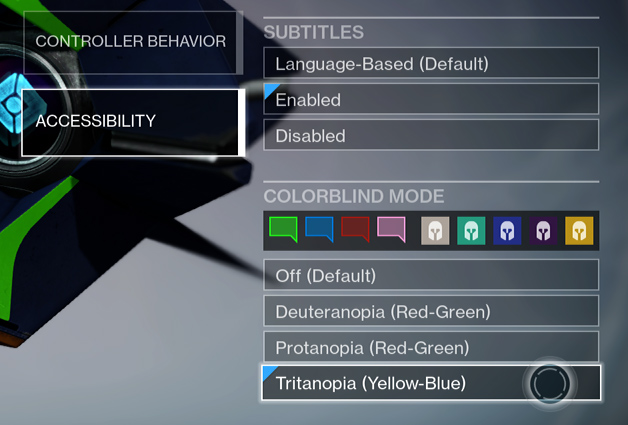 CONTROLLER BEHAVIOR
ACCESSIBILITY
SUBTITLES
Language-Based (Default)
Enabled
Disabled
COLORBLIND MODE
Off (Default)
Deuteranopia (Red-Green)
Protanopia (Red-Green)
Tritanopia (Yellow-Blue)